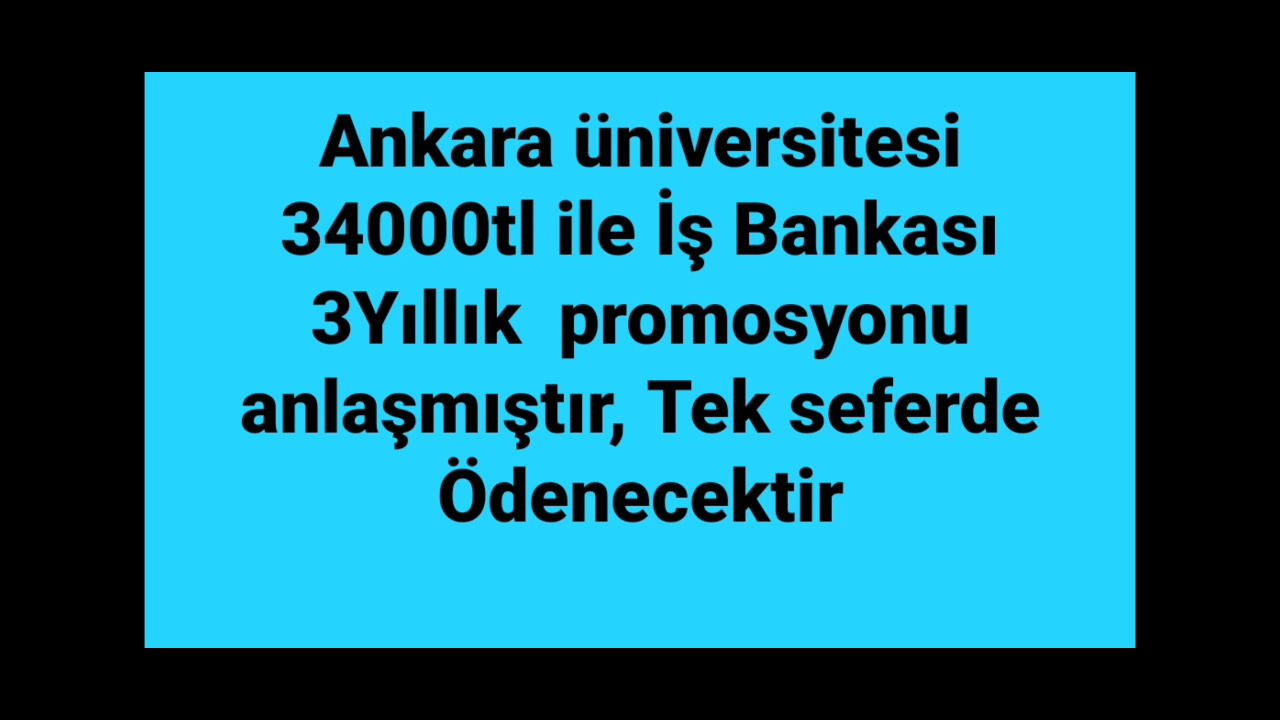 Ankara üniversitesi
34000tl ile İş Bankası
3Yıllık  promosyonu
anlaşmıştır, Tek seferde
Ödenecektir